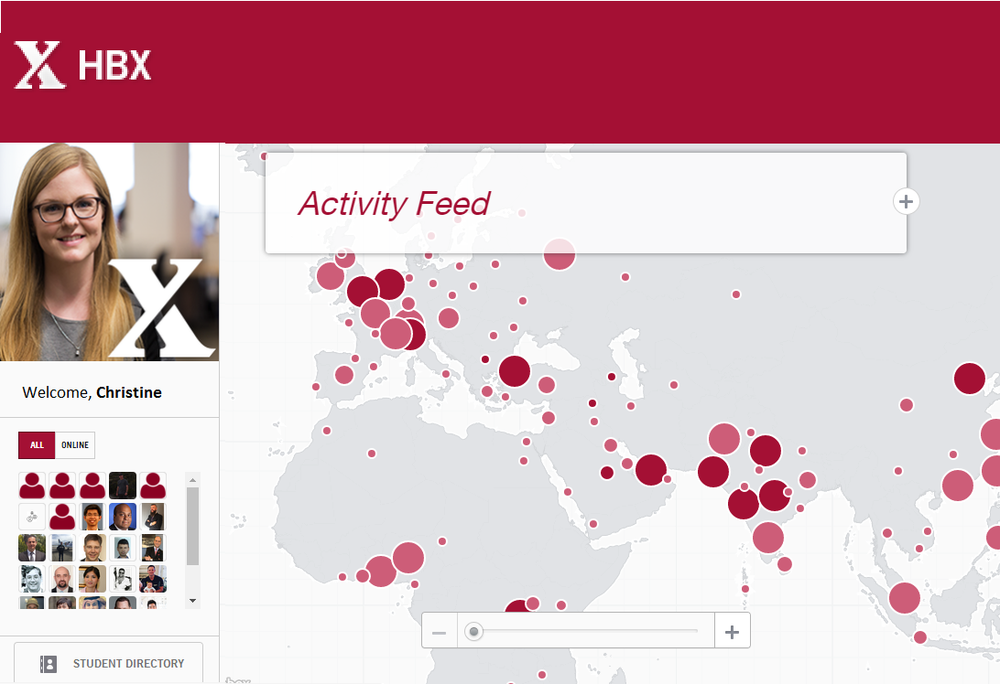 X HBX
Activity Feed
X
Welcome, Christine
ALL
ONLINE
STUDENT DIRECTORY